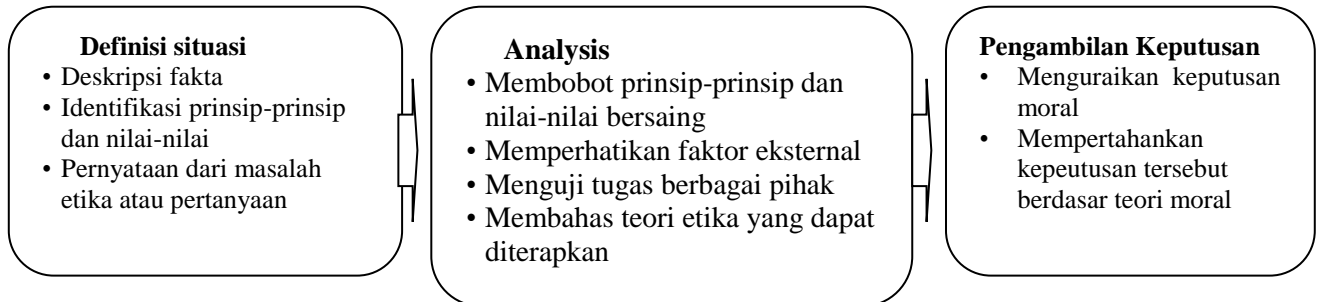 Definisi situasi
• Deskripsi fakta
• Identifikasi prinsip-prinsip
dan nilai-nilai
• Pernyataan dari masalah
etika atau pertanyaan
Analysis
• Membobot prinsip-prinsip dan
nilai-nilai bersaing
• Memperhatikan faktor eksternal
• Menguji tugas berbagai pihak
• Membahas teori etika yang dapat
diterapkan
Pengambilan Keputusan
• Menguraikan keputusan
moral
• Mempertahankan
kepeutusan tersebut
berdasar teori moral